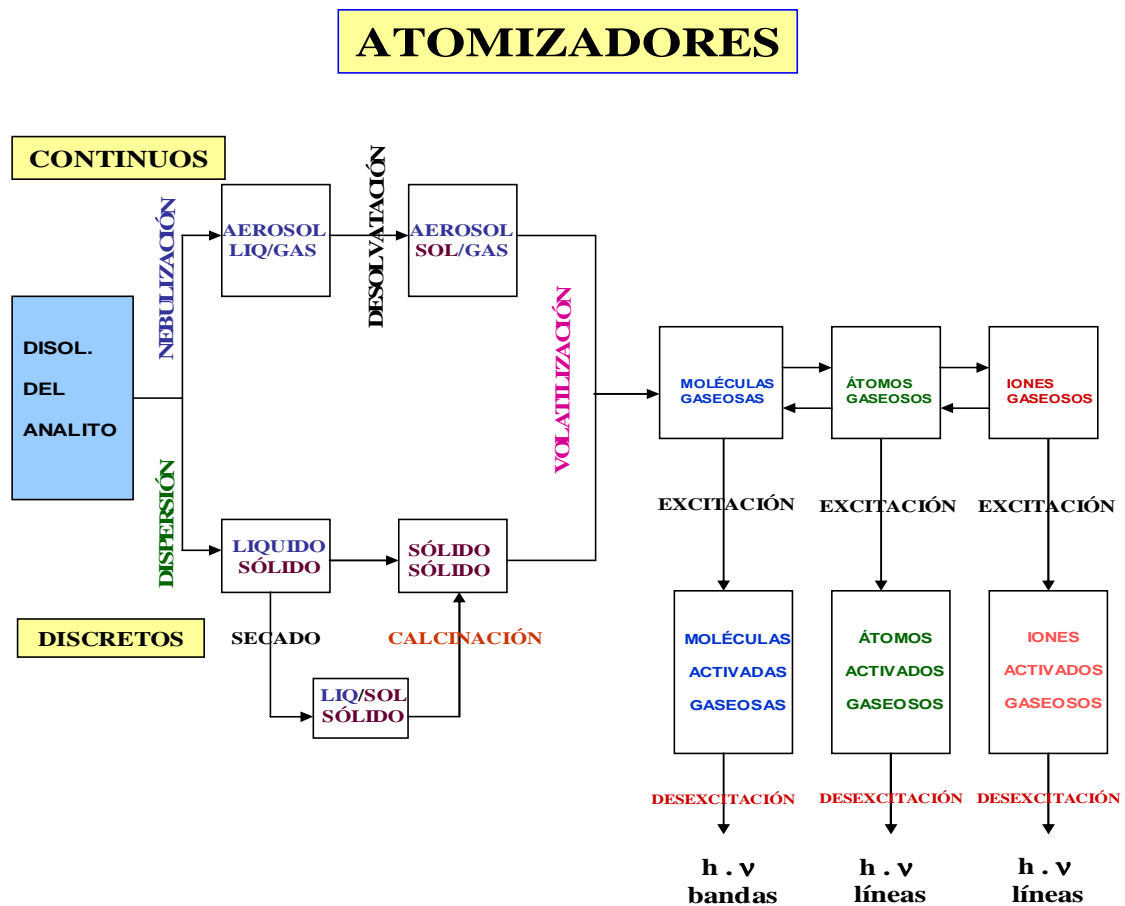 ATOMIZADORES
CONTINUOS
NEBULIZACIÓN
AEROSOL
LIQ/GAS
DESOLVATACIÓN
AEROSOL
SOL/GAS
DISOL.
DEL
ANALITO
DISPERSIÓN
LIQUIDO
SÓLIDO
SÓLIDO
SÓLIDO
DISCRETOS
SECADO
CALCINACIÓN
LIQ/SOL
SÓLIDO
VOLATILIZACIÓN
MOLÉCULAS
GASEOSAS
ÁTOMOS
GASEOSOS
IONES
GASEOSOS
EXCITACIÓN
EXCITACIÓN
EXCITACIÓN
MOLÉCULAS
ACTIVADAS
GASEOSAS
ÁTOMOS
ACTIVADOS
GASEOSOS
IONES
ACTIVADOS
GASEOSOS
DESEXCITACIÓN
DESEXCITACIÓN
DESEXCITACIÓN
h . ν
bandas
h . ν
líneas
h . ν
líneas